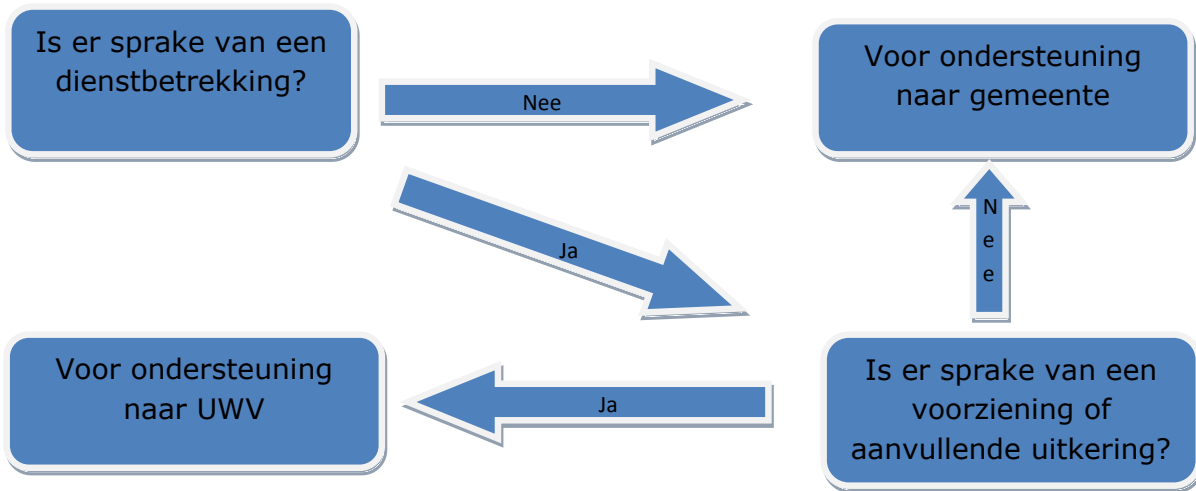 Is er sprake van een
dienstbetrekking?
Nee
Voor ondersteuning
naar gemeente
Ja
Nee
Voor ondersteuning
naar UWV
Ja
Is er sprake van een
voorziening of
aanvullende uitkering?